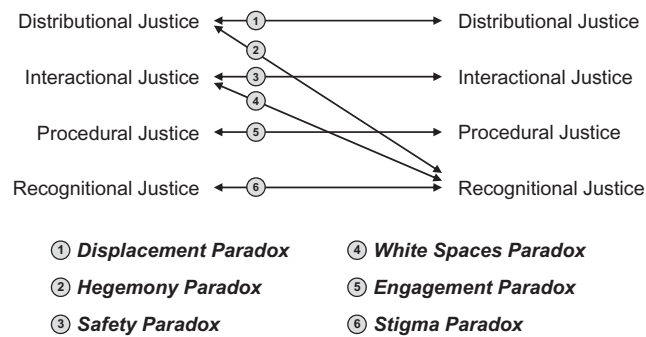 Distributional Justice 1 Distributional Justice
2
Interactional Justice 3 Interactional Justice
4
Procedural Justice 5 Procedural Justice
Recognitional Justice 6 Recognitional Justice
1 Displacement Paradox 4 White Spaces Paradox
2 Hegemony Paradox 5 Engagement Paradox
3 Safety Paradox 6 Stigma Paradox